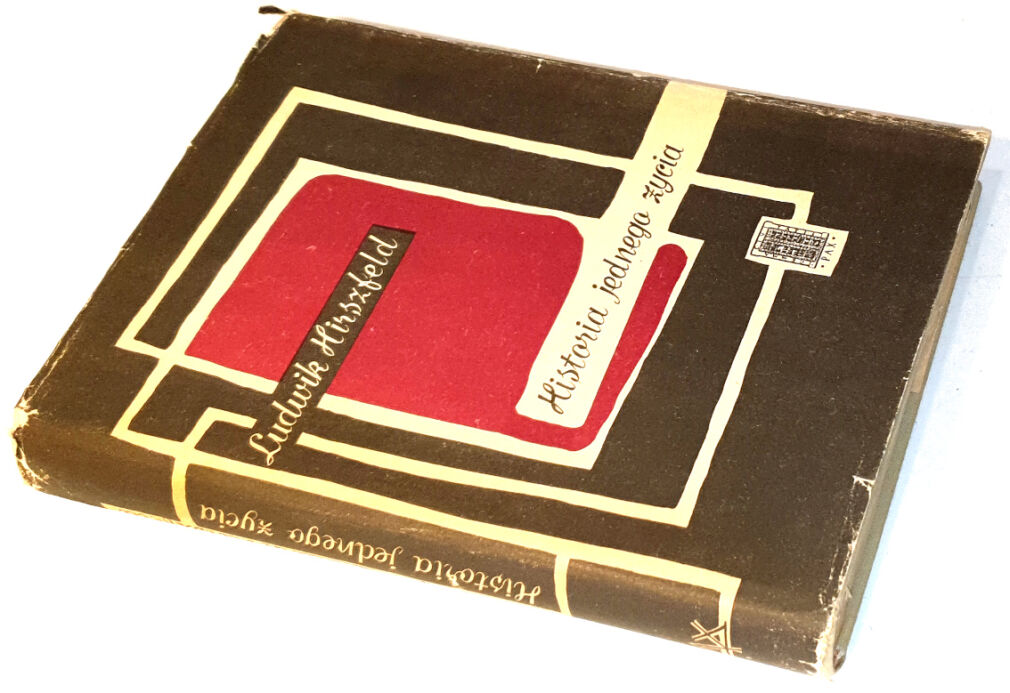 Ludwik Hirszfeld
Historia jednego życia
• PAX •
Historia jednego życia